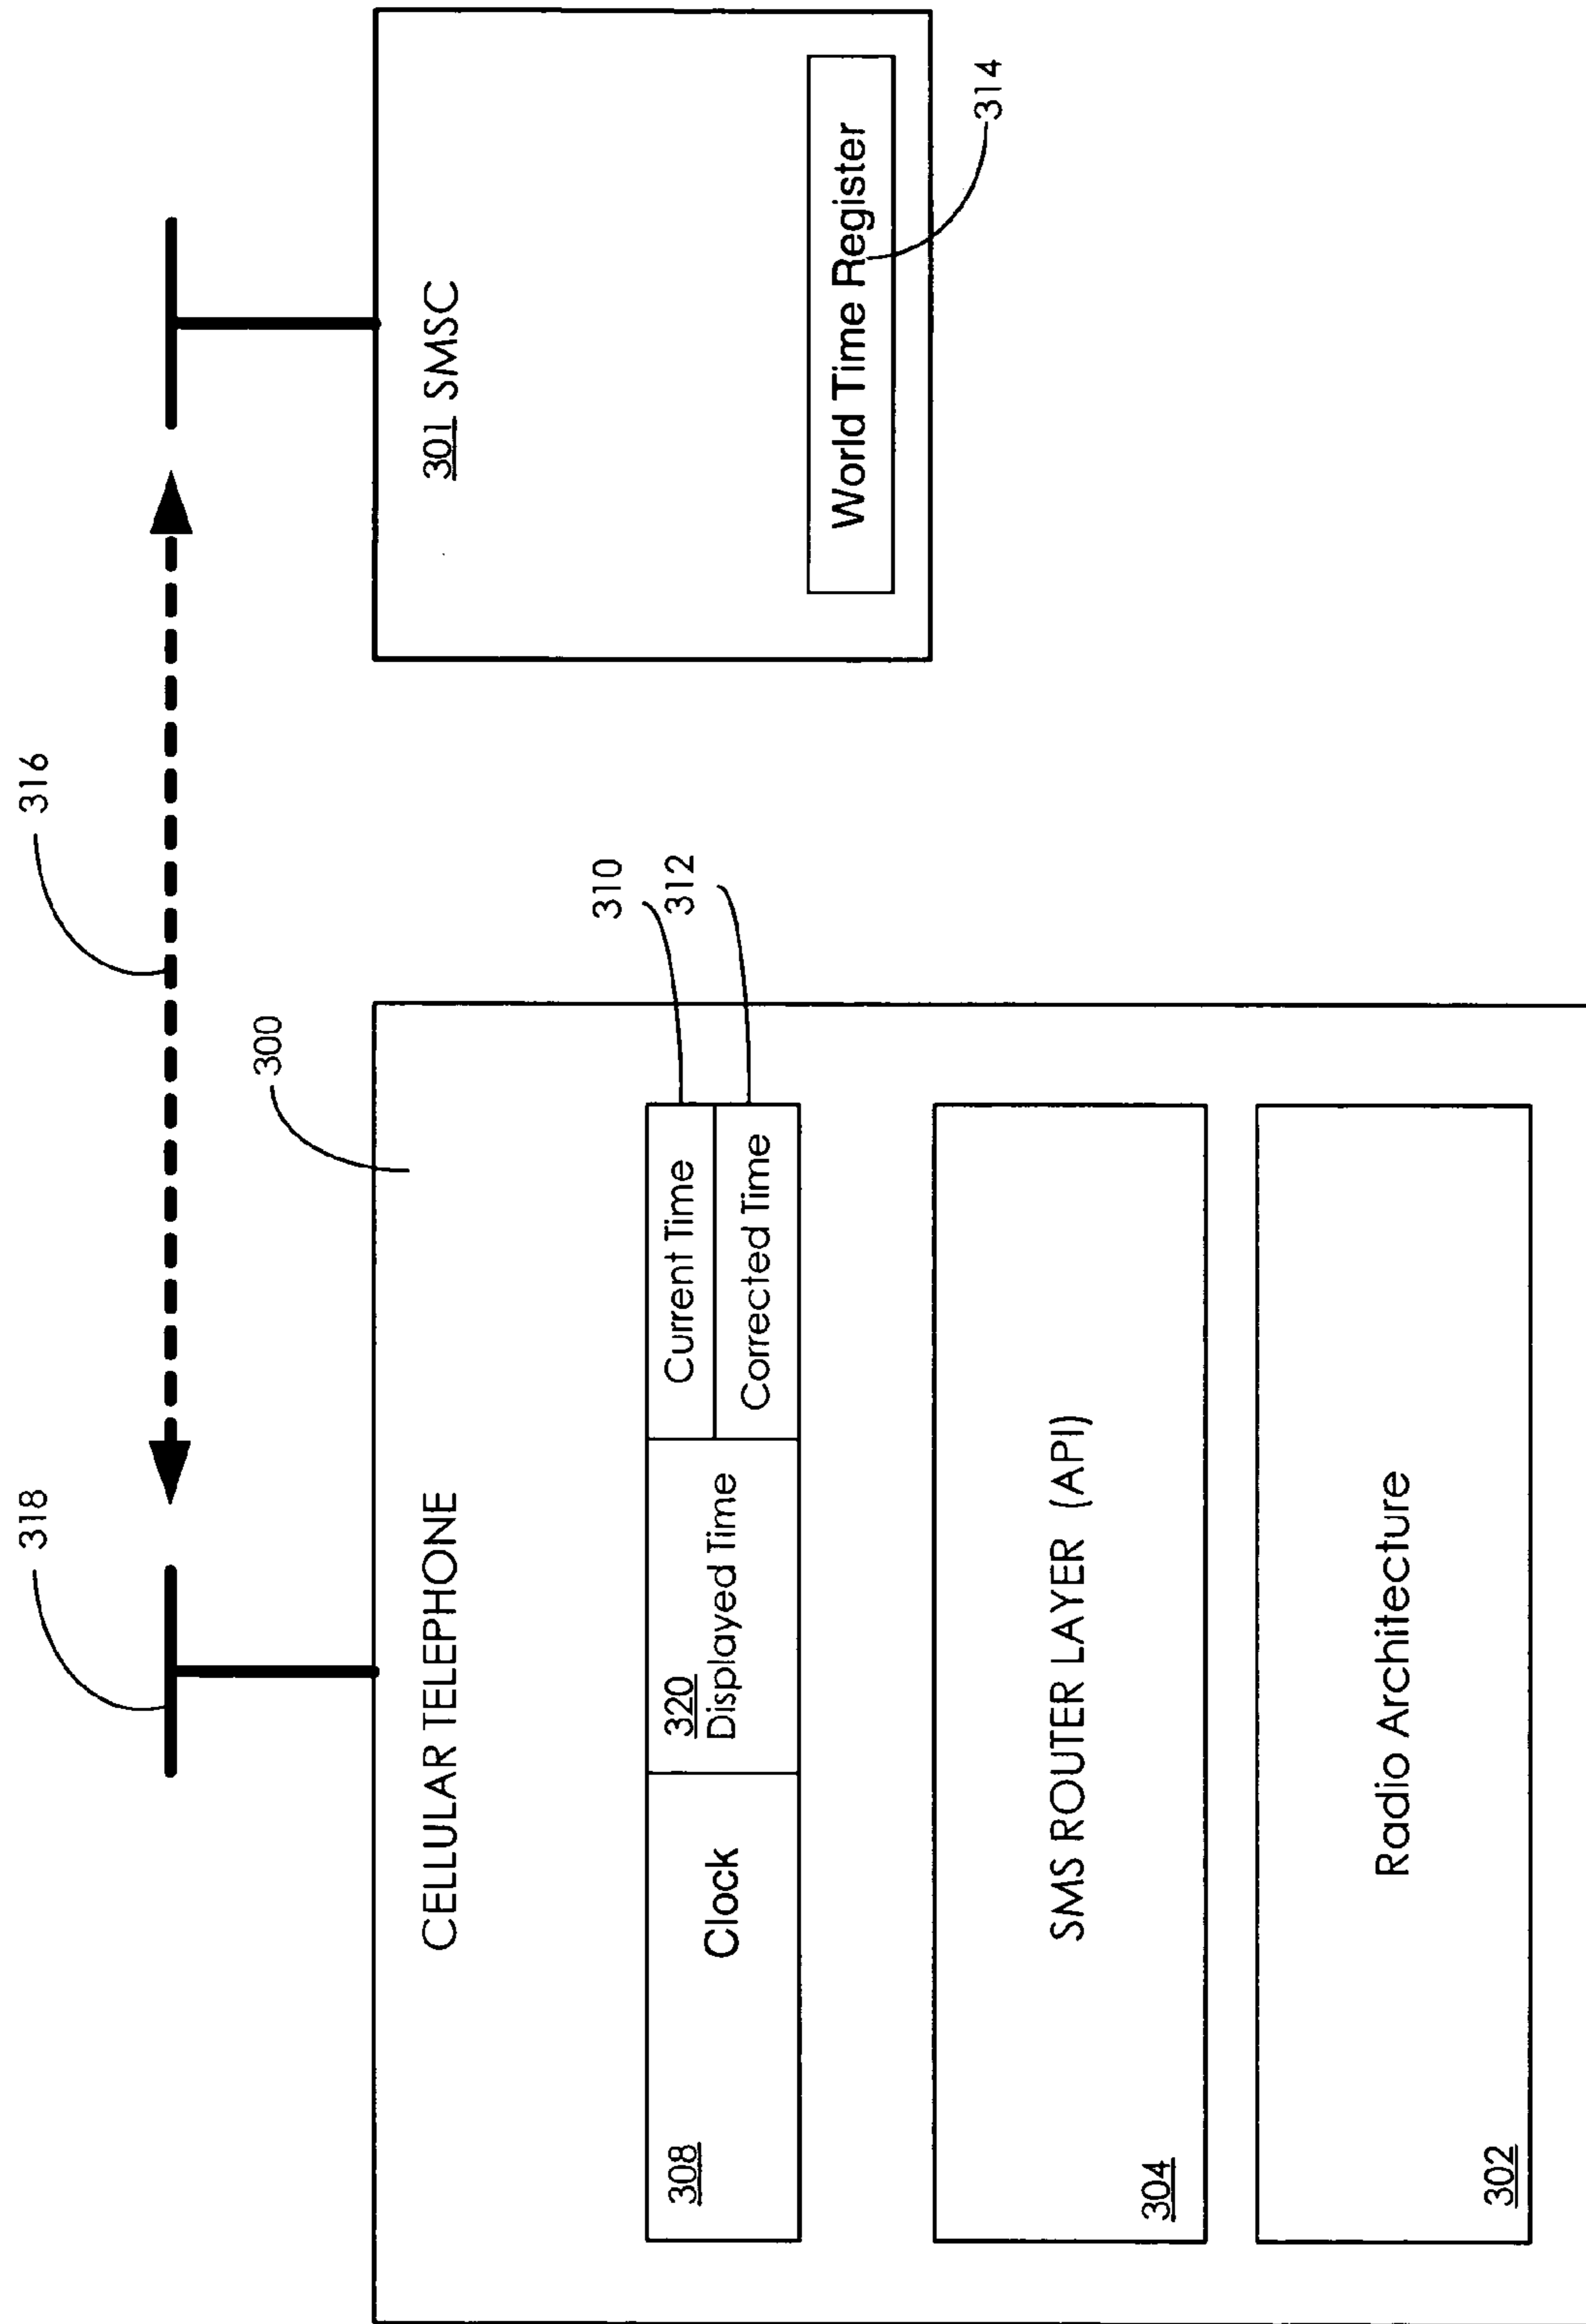 318
316
300
CELLULAR TELEPHONE
308
Clock
320
Displayed Time
Current Time
Corrected Time
310
312
304
SMS ROUTER LAYER (API)
302
Radio Architecture
301 SMSC
World Time Register
314